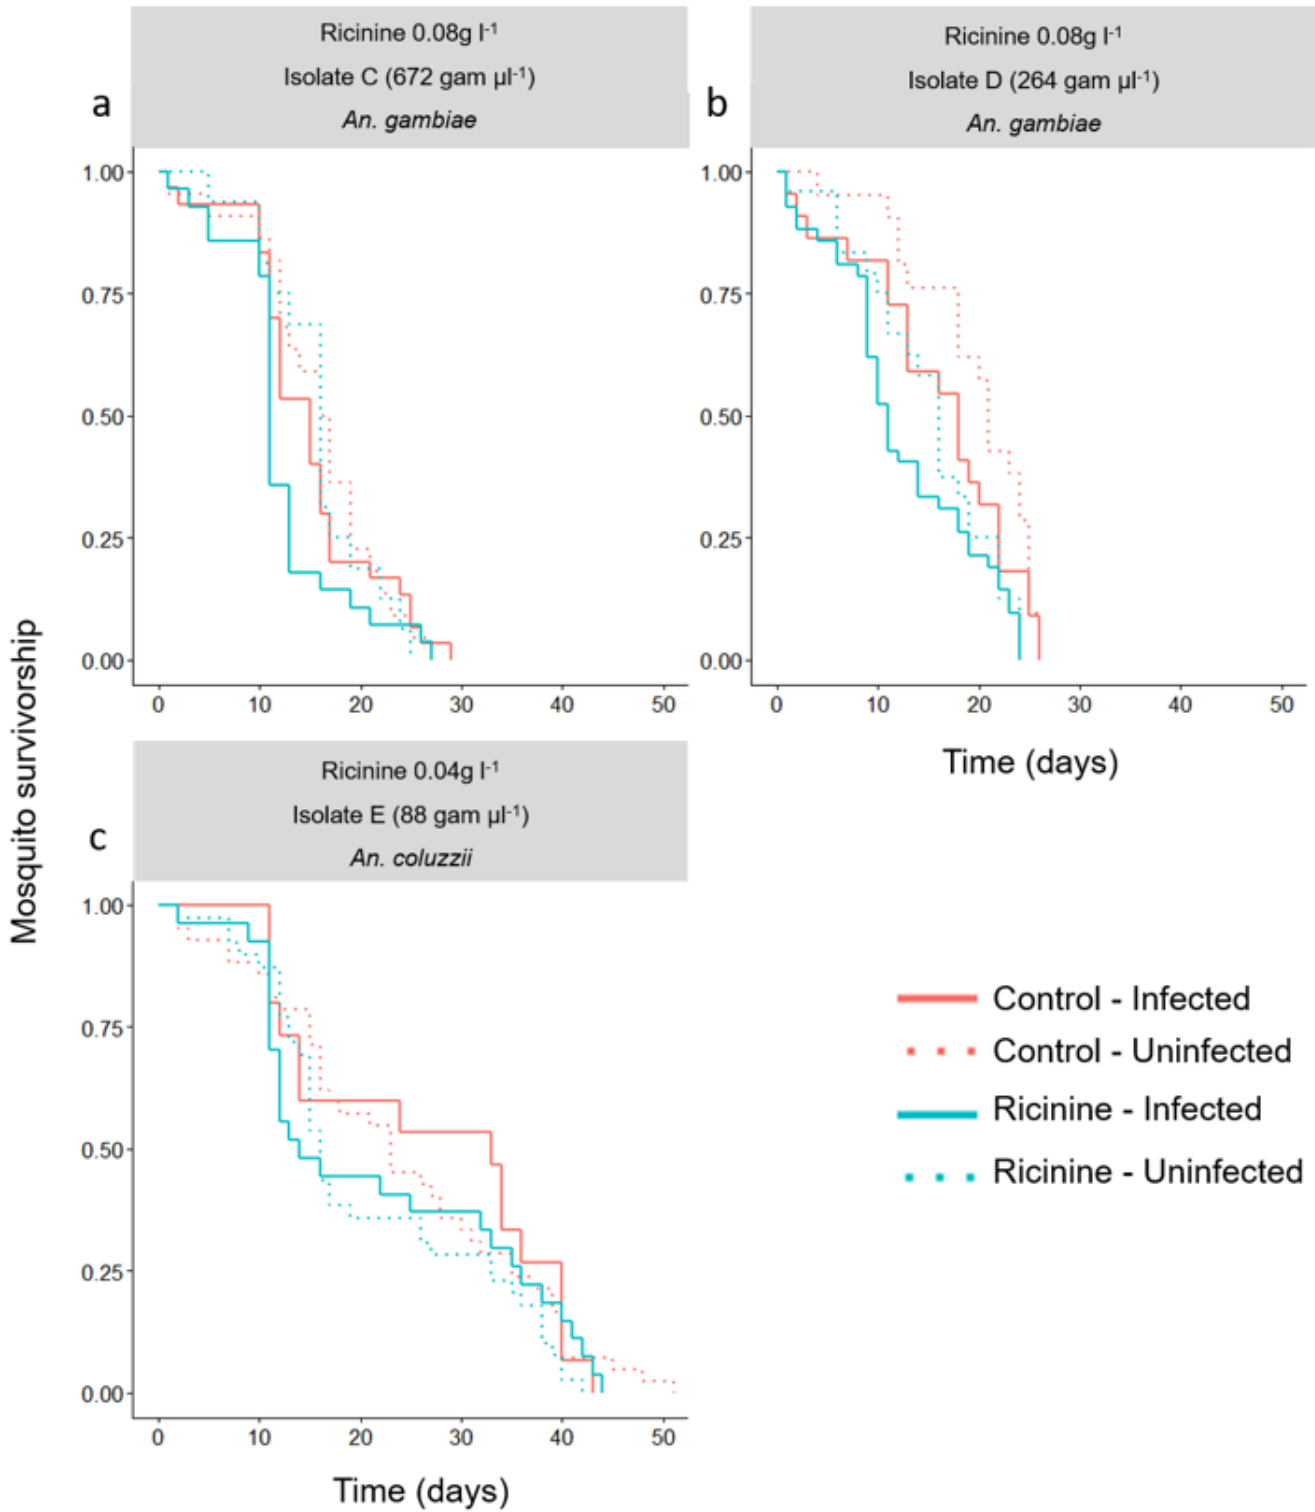 Ricinine 0.08g l⁻¹
Isolate C (672 gam µl⁻¹)
An. gambiae
a
1.00
0.75
0.50
0.25
0.00
0 10 20 30 40 50
Ricinine 0.08g l⁻¹
Isolate D (264 gam µl⁻¹)
An. gambiae
b
1.00
0.75
0.50
0.25
0.00
0 10 20 30 40 50
Time (days)
Mosquito survivorship
Ricinine 0.04g l⁻¹
Isolate E (88 gam µl⁻¹)
An. coluzzii
c
1.00
0.75
0.50
0.25
0.00
0 10 20 30 40 50
Time (days)
Control - Infected
Control - Uninfected
Ricinine - Infected
Ricinine - Uninfected